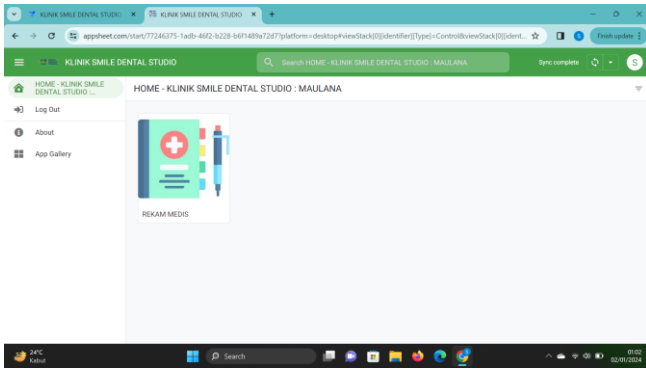 KLINIK SMILE DENTAL STUDIO
KLINIK SMILE DENTAL STUDIO
appsheet.com/start/77246375-1adb-46f2-b228-b6f1489a72d7?platform=desktop#viewStack[0][identifier][Type]=Control&viewStack[0][ident...
Finish update
KLINIK SMILE DENTAL STUDIO
Search HOME - KLINIK SMILE DENTAL STUDIO : MAULANA
Sync complete
S
HOME - KLINIK SMILE
DENTAL STUDIO :...
Log Out
About
App Gallery
HOME - KLINIK SMILE DENTAL STUDIO : MAULANA
REKAM MEDIS
24°C
Kabut
Search
01:02
02/01/2024